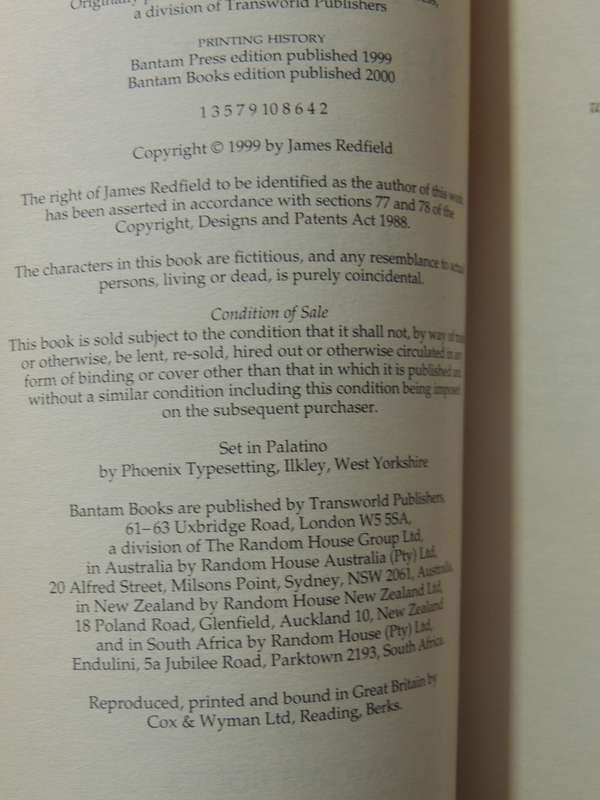 Originally
a division of Transworld Publishers
PRINTING HISTORY
Bantam Press edition published 1999
Bantam Books edition published 2000
1 3 5 7 9 10 8 6 4 2
Copyright © 1999 by James Redfield
The right of James Redfield to be identified as the author of this work
has been asserted in accordance with sections 77 and 78 of the
Copyright, Designs and Patents Act 1988.
The characters in this book are fictitious, and any resemblance to actual
persons, living or dead, is purely coincidental.
Condition of Sale
This book is sold subject to the condition that it shall not, by way of trade
or otherwise, be lent, re-sold, hired out or otherwise circulated in any
form of binding or cover other than that in which it is published and
without a similar condition including this condition being imposed
on the subsequent purchaser.
Set in Palatino
by Phoenix Typesetting, Ilkley, West Yorkshire
Bantam Books are published by Transworld Publishers,
61–63 Uxbridge Road, London W5 5SA,
a division of The Random House Group Ltd,
in Australia by Random House Australia (Pty) Ltd,
20 Alfred Street, Milsons Point, Sydney, NSW 2061, Australia,
in New Zealand by Random House New Zealand Ltd,
18 Poland Road, Glenfield, Auckland 10, New Zealand
and in South Africa by Random House (Pty) Ltd,
Endulini, 5a Jubilee Road, Parktown 2193, South Africa.
Reproduced, printed and bound in Great Britain by
Cox & Wyman Ltd, Reading, Berks.